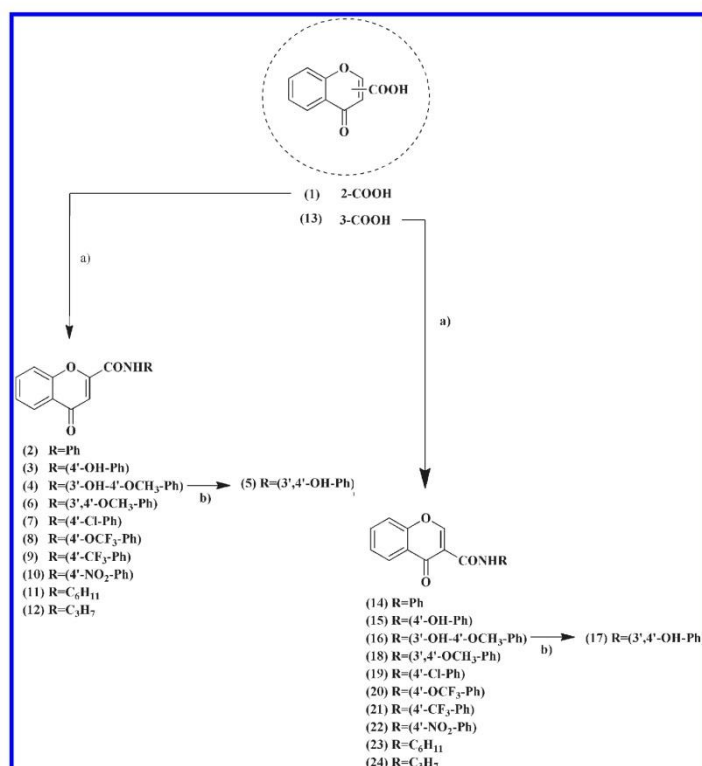 O
COOH
O
(1) 2-COOH
(13) 3-COOH
a)
a)
O CONHR
O
(2) R=Ph
(3) R=(4'-OH-Ph)
(4) R=(3'-OH-4'-OCH₃-Ph) b) (5) R=(3',4'-OH-Ph)
(6) R=(3',4'-OCH₃-Ph)
(7) R=(4'-Cl-Ph)
(8) R=(4'-OCF₃-Ph)
(9) R=(4'-CF₃-Ph)
(10) R=(4'-NO₂-Ph)
(11) R=C₆H₁₁
(12) R=C₃H₇
O
CONHR
O
(14) R=Ph
(15) R=(4'-OH-Ph)
(16) R=(3'-OH-4'-OCH₃-Ph) b) (17) R=(3',4'-OH-Ph)
(18) R=(3',4'-OCH₃-Ph)
(19) R=(4'-Cl-Ph)
(20) R=(4'-OCF₃-Ph)
(21) R=(4'-CF₃-Ph)
(22) R=(4'-NO₂-Ph)
(23) R=C₆H₁₁
(24) R=C₃H₇